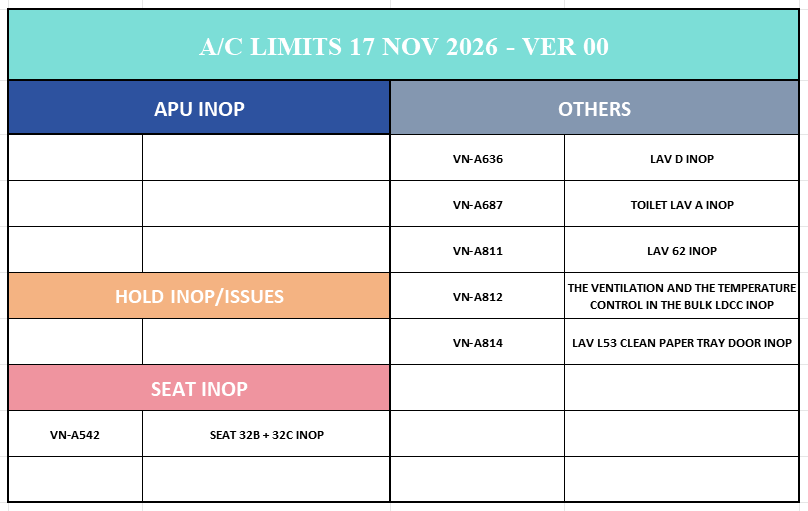 A/C LIMITS 17 NOV 2026 - VER 00
APU INOP
OTHERS
VN-A636
LAV D INOP
VN-A687
TOILET LAV A INOP
VN-A811
LAV 62 INOP
HOLD INOP/ISSUES
VN-A812
THE VENTILATION AND THE TEMPERATURE
CONTROL IN THE BULK LDCC INOP
VN-A814
LAV L53 CLEAN PAPER TRAY DOOR INOP
SEAT INOP
VN-A542
SEAT 32B + 32C INOP